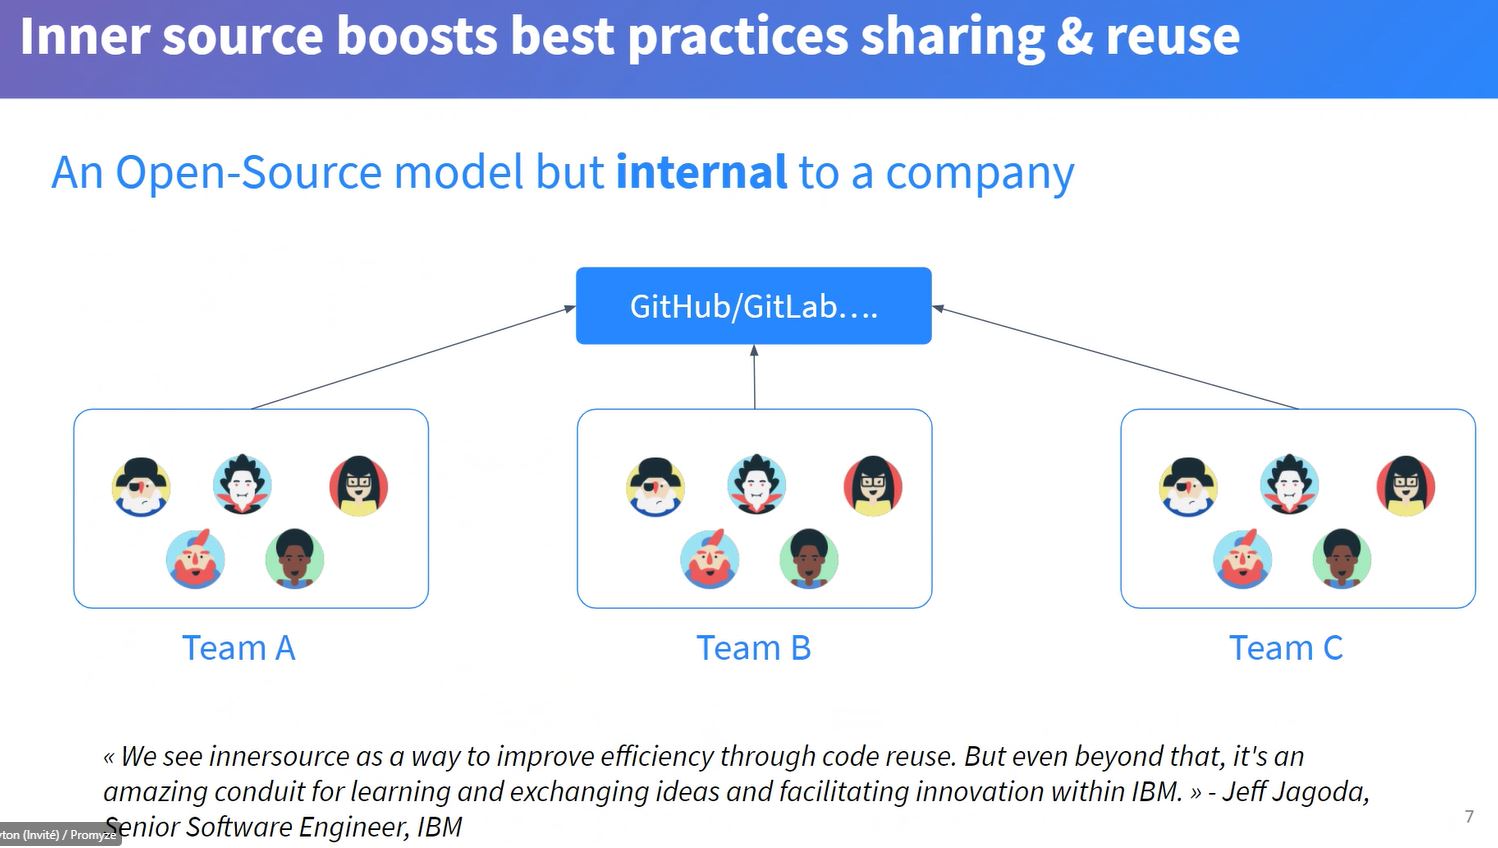 Inner source boosts best practices sharing & reuse
An Open-Source model but internal to a company
GitHub/GitLab....
Team A
Team B
Team C
« We see innersource as a way to improve efficiency through code reuse. But even beyond that, it's an
amazing conduit for learning and exchanging ideas and facilitating innovation within IBM. » - Jeff Jagoda,
Senior Software Engineer, IBM
(Invité) / Promyze
7